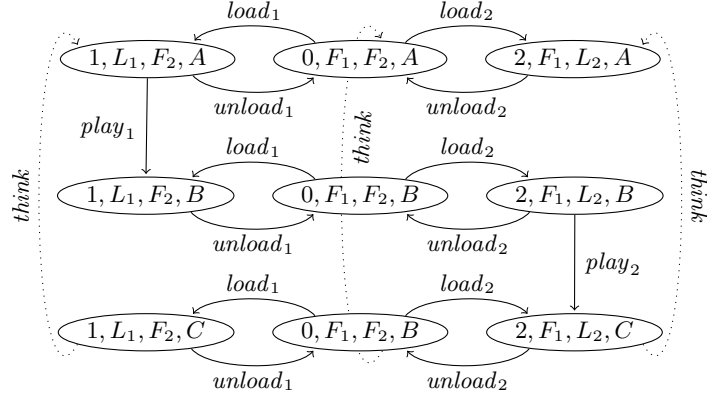 load₁ load₂
1, L₁, F₂, A 0, F₁, F₂, A 2, F₁, L₂, A
unload₁ unload₂
play₁ think
load₁ load₂
think think
1, L₁, F₂, B 0, F₁, F₂, B 2, F₁, L₂, B
unload₁ unload₂
play₂
load₁ load₂
1, L₁, F₂, C 0, F₁, F₂, B 2, F₁, L₂, C
unload₁ unload₂